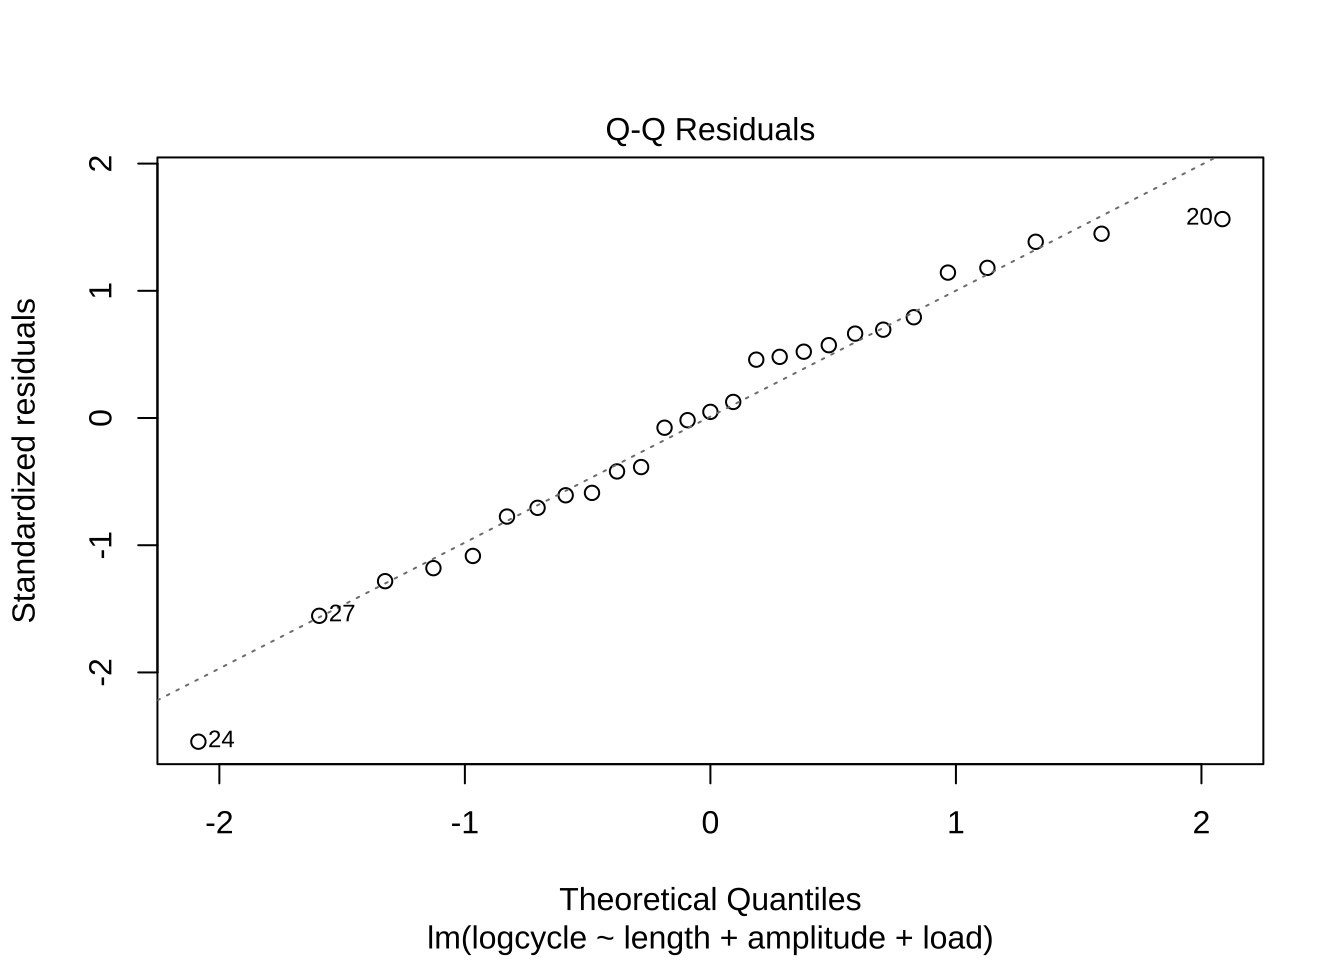 Q-Q Residuals
Standardized residuals
2
1
0
-1
-2
20
27
24
-2 -1 0 1 2
Theoretical Quantiles
lm(logcycle ~ length + amplitude + load)